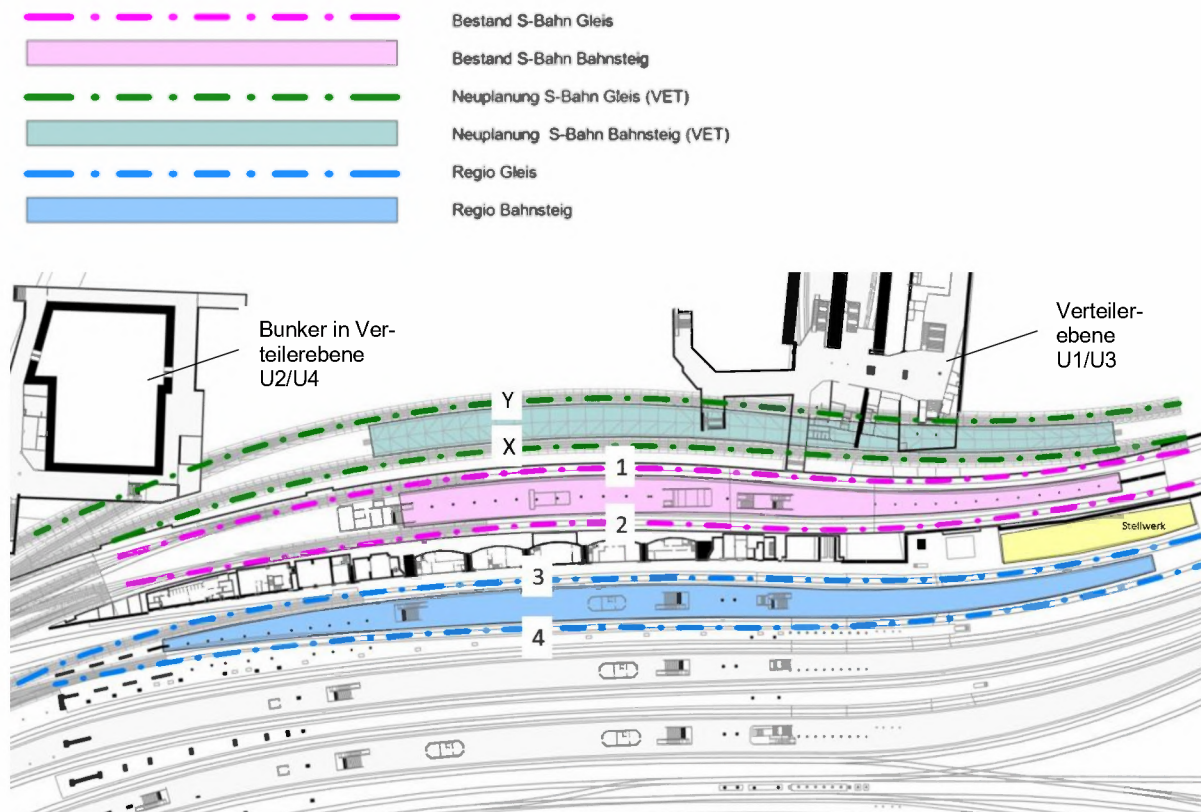 Bestand S-Bahn Gleis
Bestand S-Bahn Bahnsteig
Neuplanung S-Bahn Gleis (VET)
Neuplanung S-Bahn Bahnsteig (VET)
Regio Gleis
Regio Bahnsteig
Bunker in Ver-
teilerebene
U2/U4
Verteiler-
ebene
U1/U3
Y
X
1
2
Stellwerk
3
4